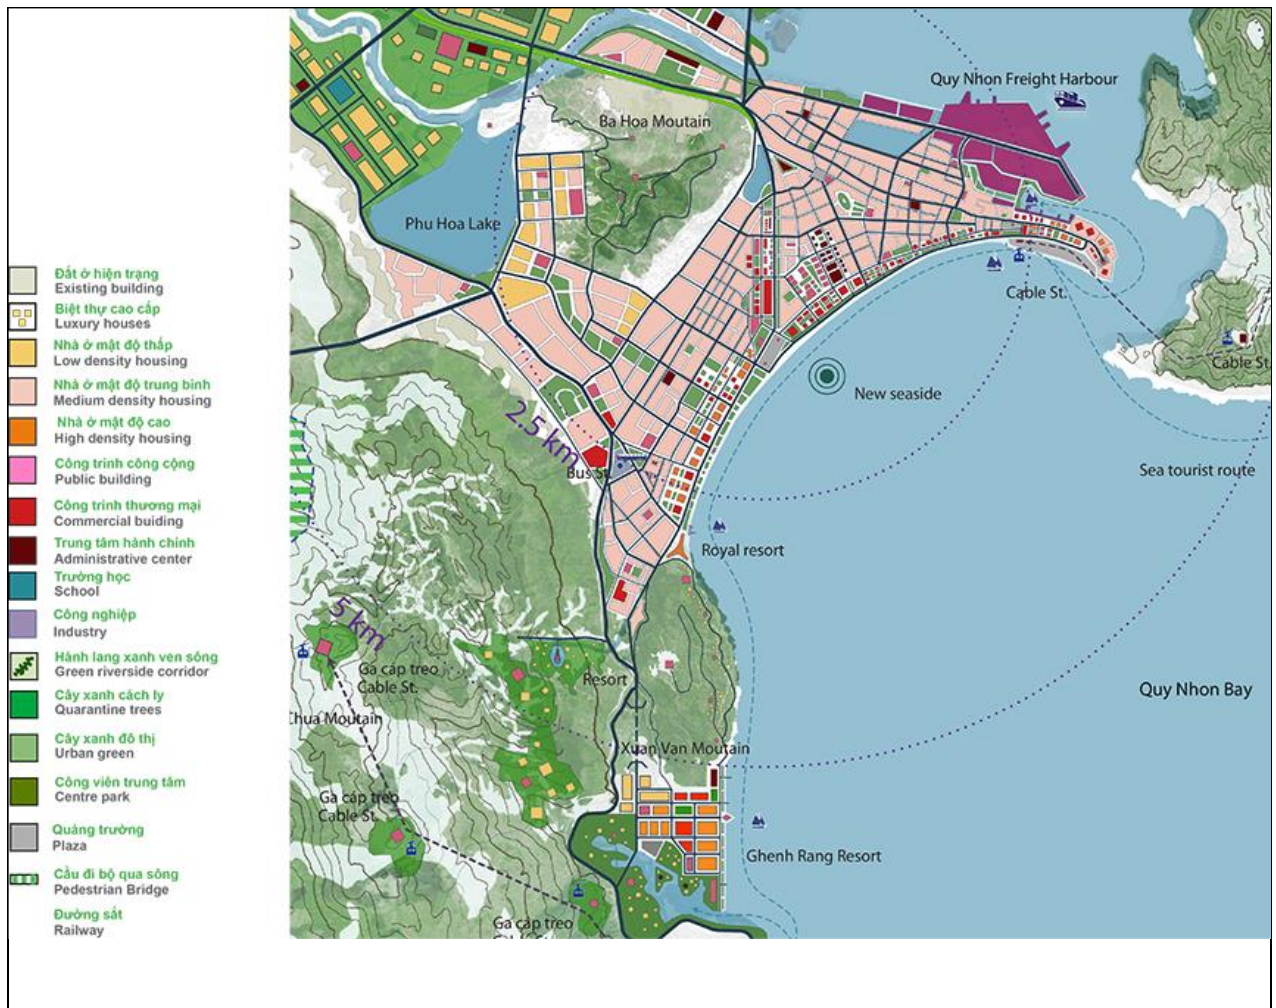 Đất ở hiện trạng
Existing building
Biệt thự cao cấp
Luxury houses
Nhà ở mật độ thấp
Low density housing
Nhà ở mật độ trung bình
Medium density housing
Nhà ở mật độ cao
High density housing
Công trình công cộng
Public building
Công trình thương mại
Commercial buiding
Trung tâm hành chính
Administrative center
Trường học
School
Công nghiệp
Industry
Hành lang xanh ven sông
Green riverside corridor
Cây xanh cách ly
Quarantine trees
Cây xanh đô thị
Urban green
Công viên trung tâm
Centre park
Quảng trường
Plaza
Cầu đi bộ qua sông
Pedestrian Bridge
Đường sắt
Railway
Quy Nhon Freight Harbour
Ba Hoa Moutain
Phu Hoa Lake
Cable St.
Cable St.
New seaside
2.5 km
Bus St.
Sea tourist route
Royal resort
5 km
Ga cáp treo
Cable St.
Resort
Quy Nhon Bay
Chua Moutain
Xuan Van Moutain
Ga cáp treo
Cable St.
Ghenh Rang Resort
Ga cáp treo
Cable St.